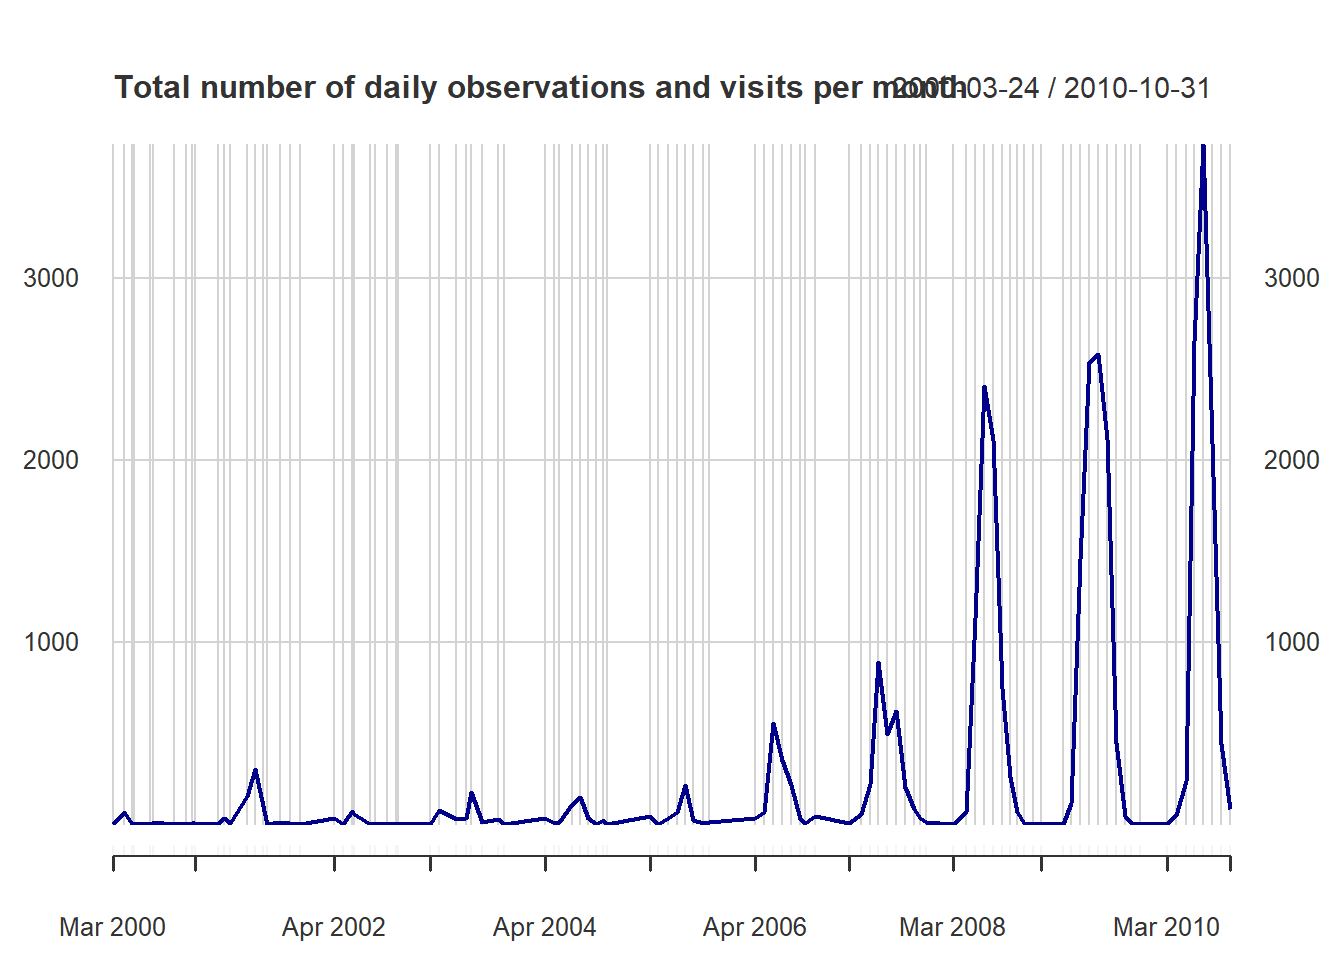 Total number of daily observations and visits per month 2000-03-24 / 2010-10-31
3000 3000
2000 2000
1000 1000
Mar 2000 Apr 2002 Apr 2004 Apr 2006 Mar 2008 Mar 2010